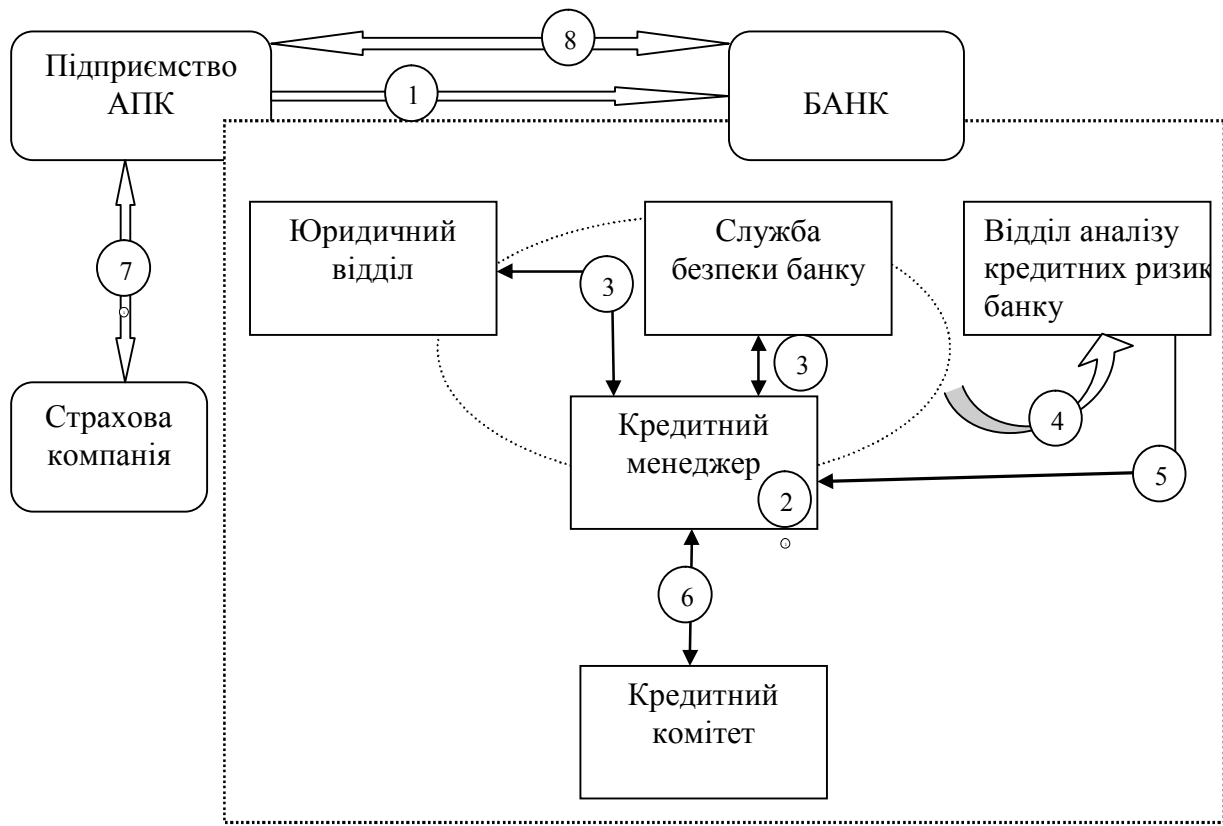 8
Підприємство
АПК
1
БАНК
Юридичний
відділ
Служба
безпеки банку
Відділ аналізу
кредитних ризик
банку
7
3
3
4
Страхова
компанія
Кредитний
менеджер
2
5
6
Кредитний
комітет